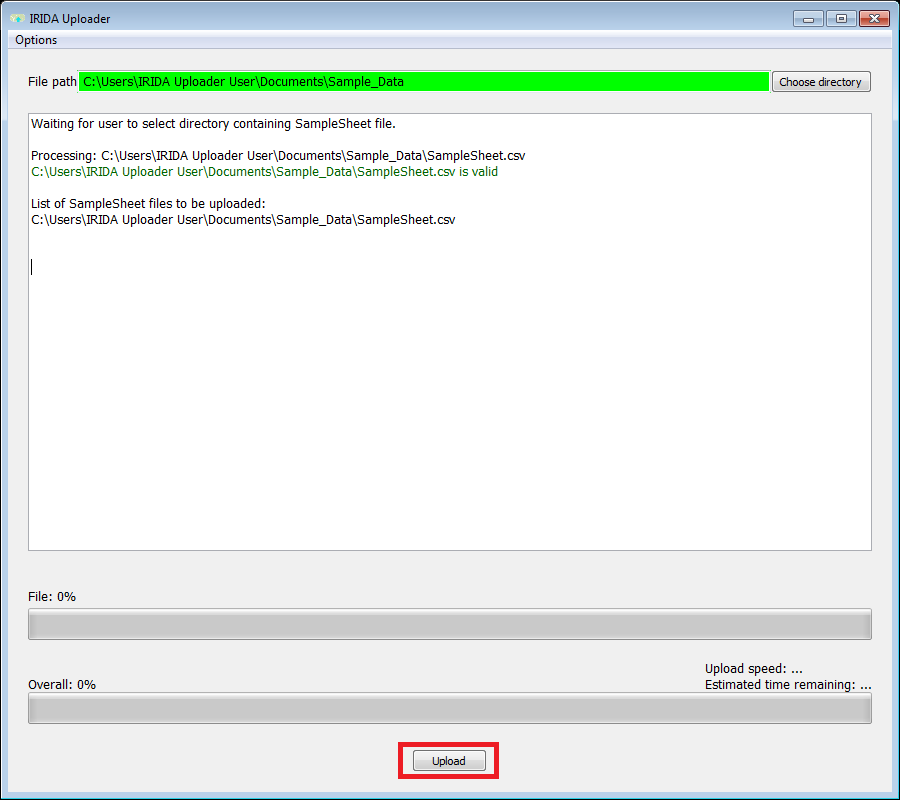 IRIDA Uploader
Options
File path C:\Users\IRIDA Uploader User\Documents\Sample_Data Choose directory
Waiting for user to select directory containing SampleSheet file.
Processing: C:\Users\IRIDA Uploader User\Documents\Sample_Data\SampleSheet.csv
C:\Users\IRIDA Uploader User\Documents\Sample_Data\SampleSheet.csv is valid
List of SampleSheet files to be uploaded:
C:\Users\IRIDA Uploader User\Documents\Sample_Data\SampleSheet.csv
File: 0%
Upload speed: ...
Overall: 0% Estimated time remaining: ...
Upload